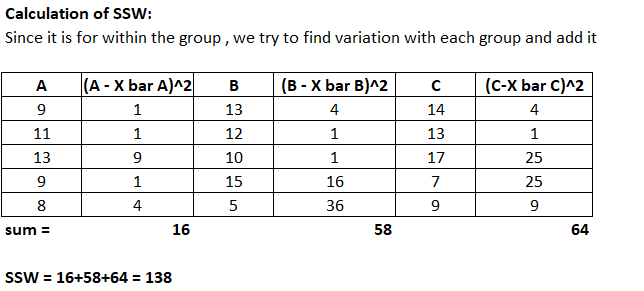 Calculation of SSW:
Since it is for within the group , we try to find variation with each group and add it
A (A - X bar A)^2 B (B - X bar B)^2 C (C-X bar C)^2
9 1 13 4 14 4
11 1 12 1 13 1
13 9 10 1 17 25
9 1 15 16 7 25
8 4 5 36 9 9
sum = 16 58 64
SSW = 16+58+64 = 138